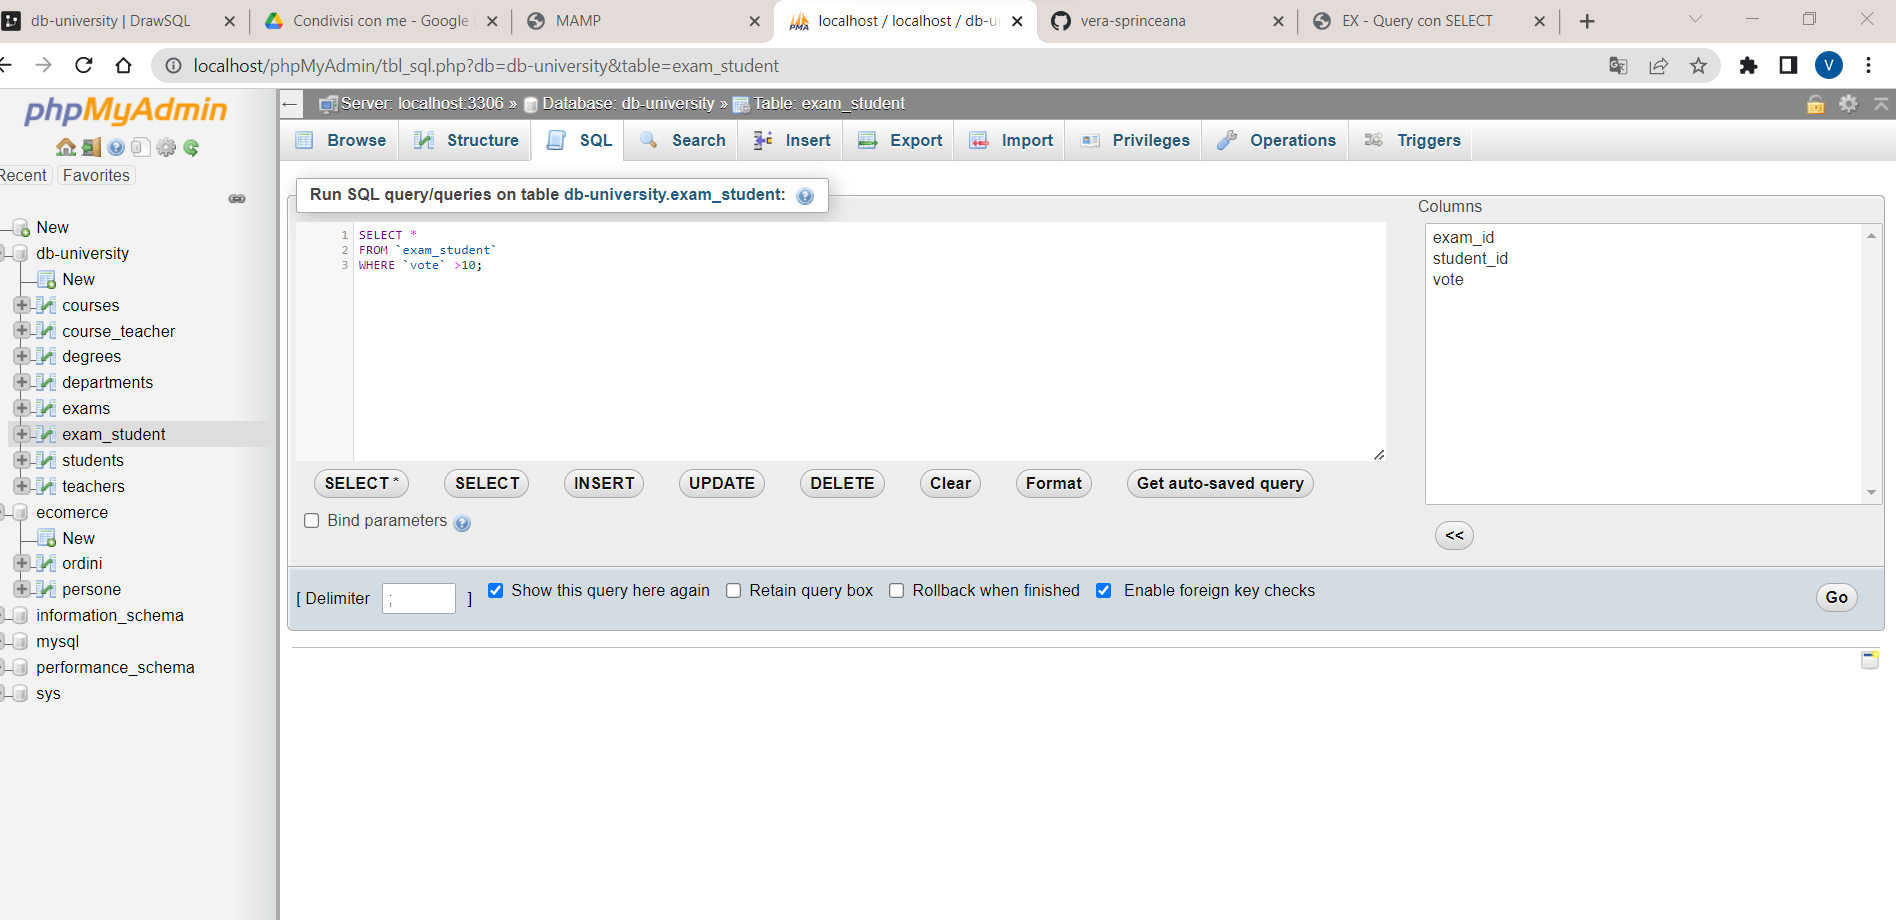 db-university | DrawSQL
Condivisi con me - Google
MAMP
localhost / localhost / db-u
vera-sprinceana
EX - Query con SELECT
localhost/phpMyAdmin/tbl_sql.php?db=db-university&table=exam_student
V
phpMyAdmin
Recent Favorites
New
db-university
New
courses
course_teacher
degrees
departments
exams
exam_student
students
teachers
ecomerce
New
ordini
persone
information_schema
mysql
performance_schema
sys
Server: localhost:3306 » Database: db-university » Table: exam_student
Browse Structure SQL Search Insert Export Import Privileges Operations Triggers
Run SQL query/queries on table db-university.exam_student:
1 SELECT *
2 FROM `exam_student`
3 WHERE `vote` >10;
Columns
exam_id
student_id
vote
SELECT * SELECT INSERT UPDATE DELETE Clear Format Get auto-saved query
Bind parameters
<<
[ Delimiter ; ] Show this query here again Retain query box Rollback when finished Enable foreign key checks
Go